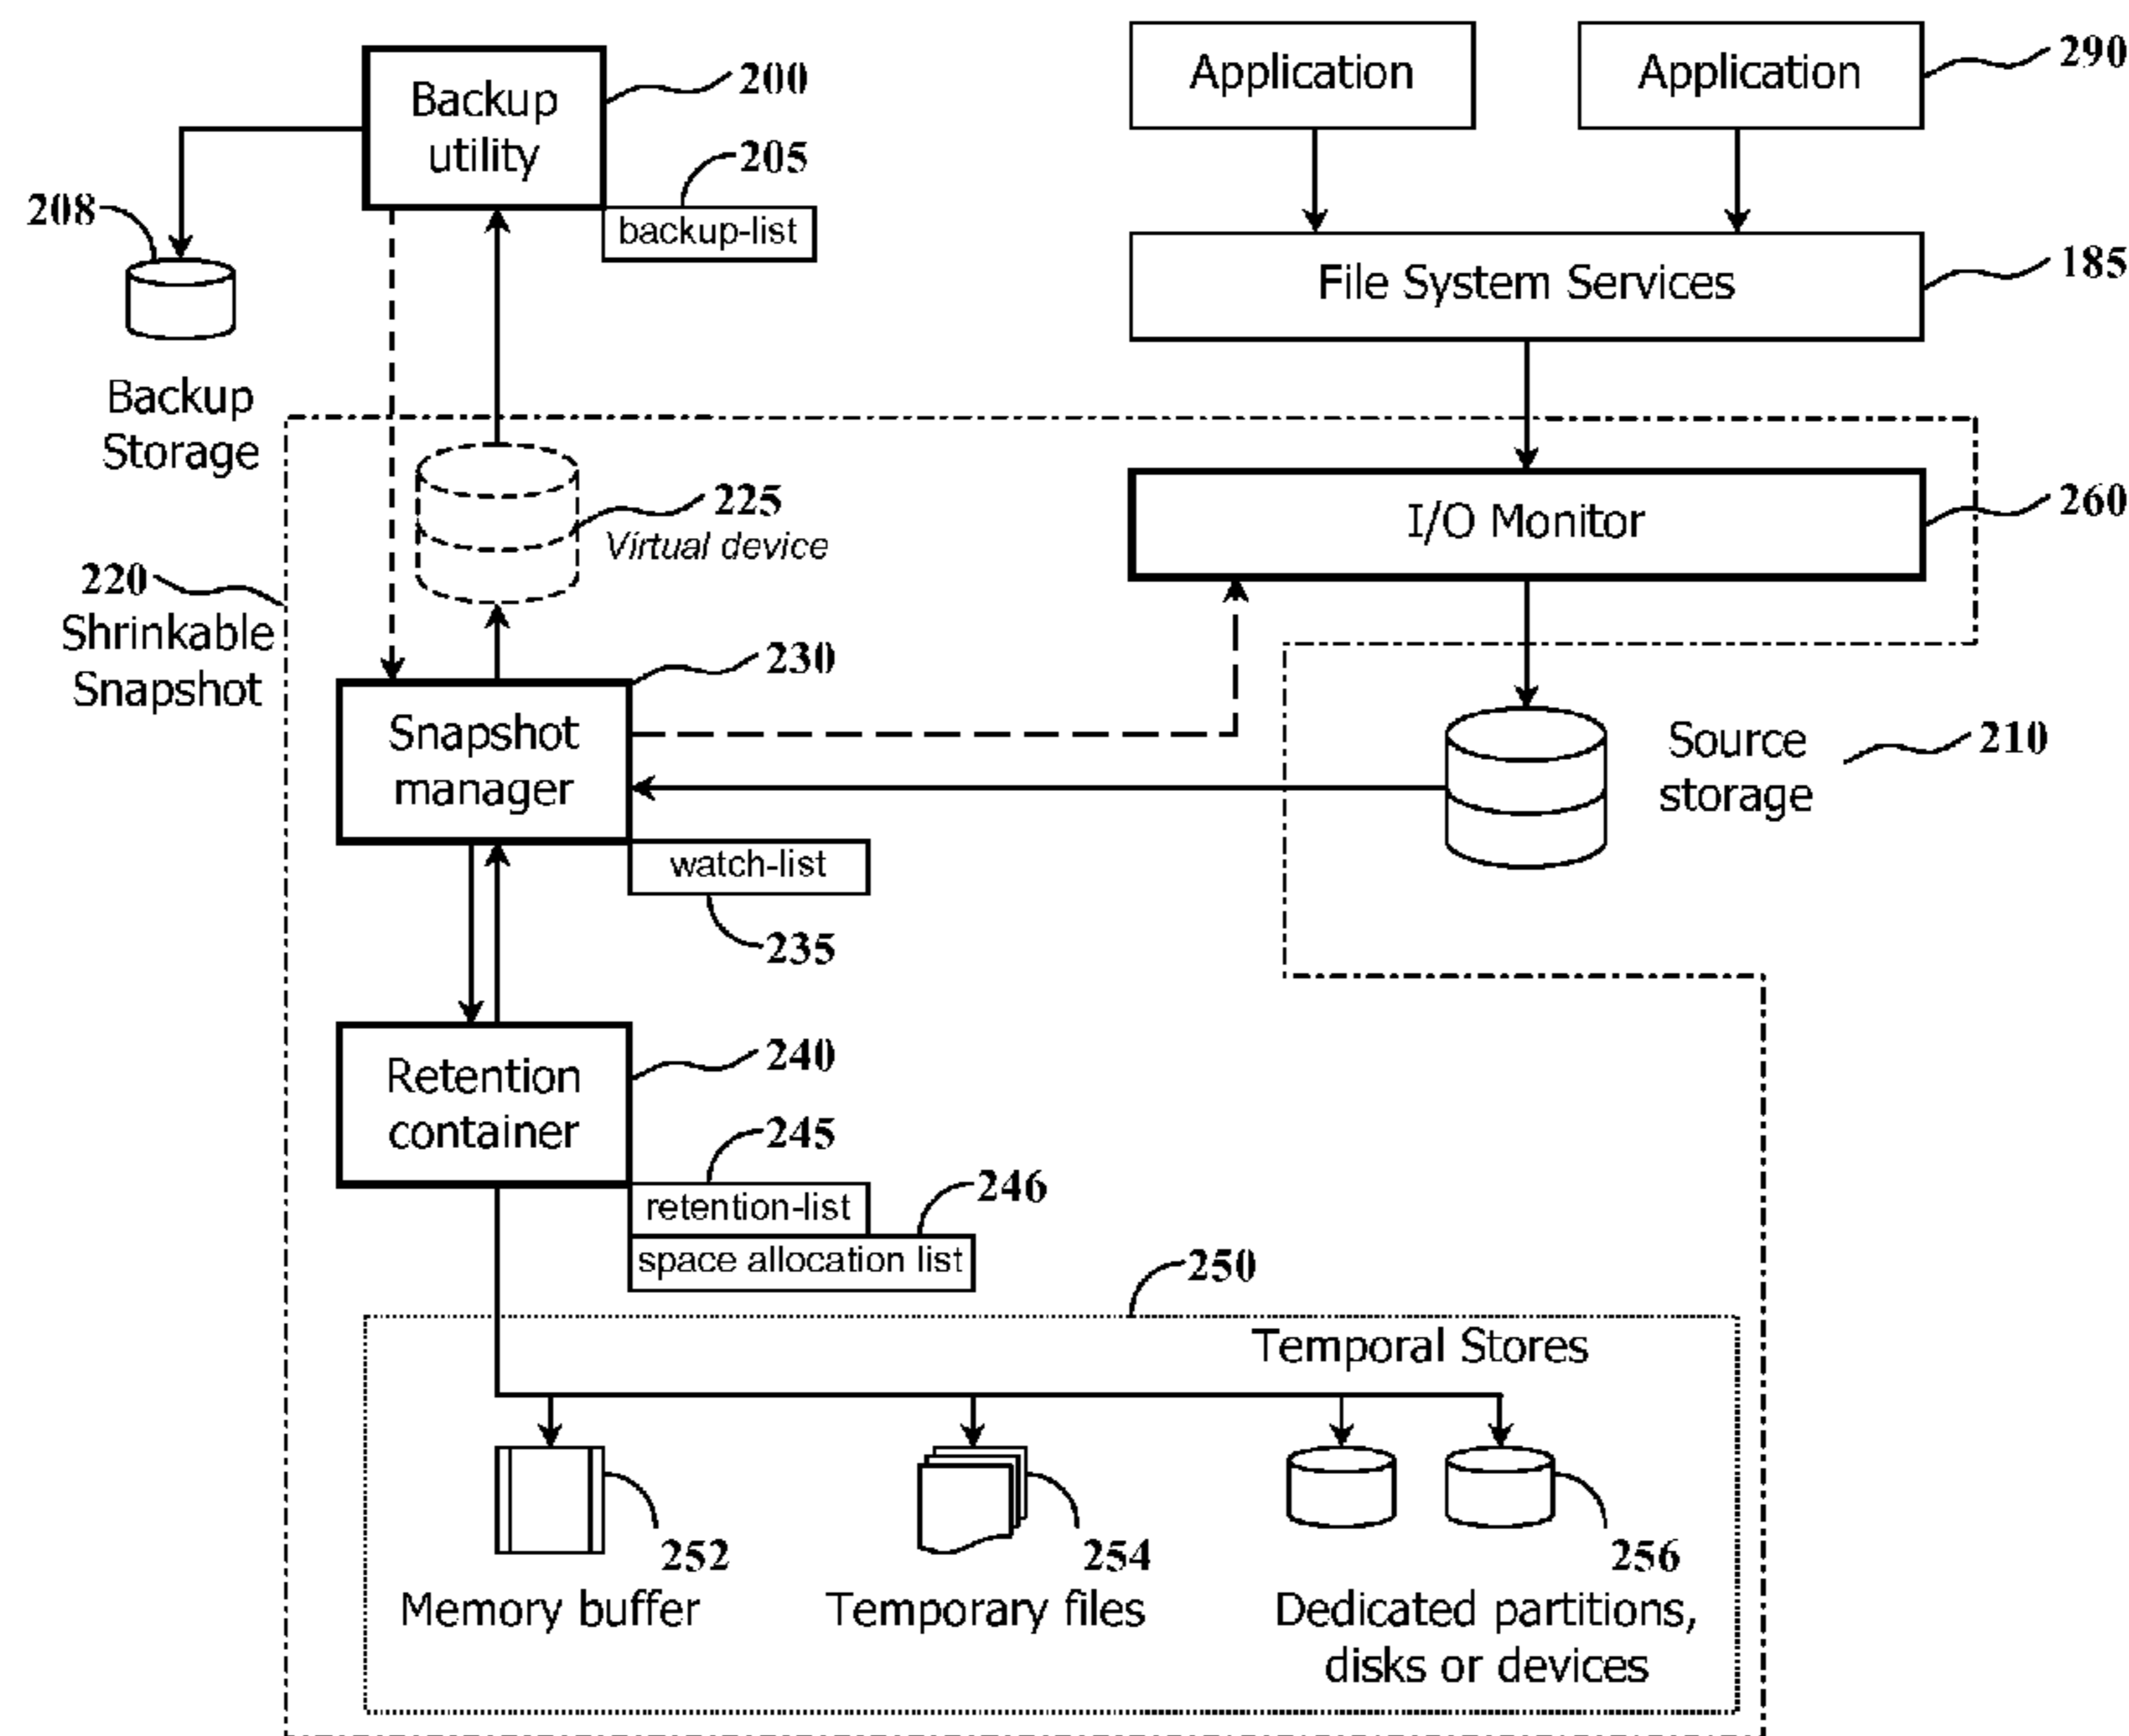 Backup
utility
200
205
backup-list
208
Backup
Storage
Application
Application
290
File System Services
185
225
Virtual device
I/O Monitor
260
220
Shrinkable
Snapshot
230
Snapshot
manager
Source
storage
210
watch-list
235
Retention
container
240
245
retention-list
246
space allocation list
250
Temporal Stores
252
Memory buffer
254
Temporary files
256
Dedicated partitions,
disks or devices